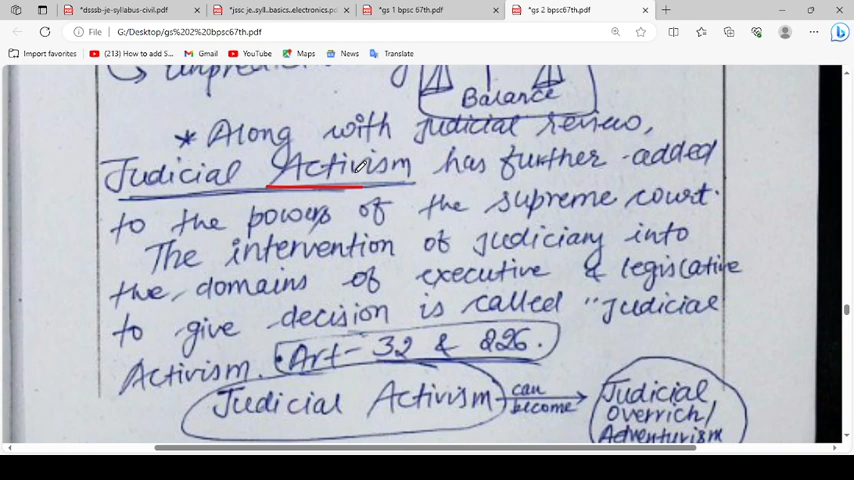 *dsssb-je-syllabus-civil.pdf
*jssc je.syll..basics..electronics.pdf
*gs 1 bpsc 67th.pdf
*gs 2 bpsc67th.pdf
File | G:/Desktop/gs%202%20bpsc67th.pdf
Import favourites
Gmail
YouTube
(213) How to add S...
YouTube
Maps
News
Translate
Balance
* Along with judicial review,
Judicial Activism has further added
to the powers of the supreme court.
The intervention of judiciary into
the, domains of executive & legislative
to give decision is called "Judicial
Activism. • Art- 32 & 226.
Judicial Activism can become → Judicial
Overrich/
Adventurism